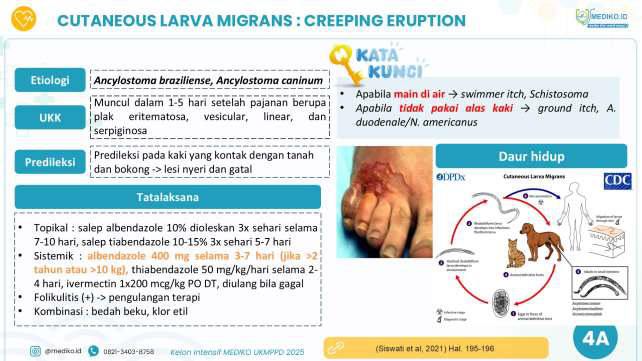 CUTANEOUS LARVA MIGRANS : CREEPING ERUPTION
MEDIKO.ID
Etiologi
Ancylostoma braziliense, Ancylostoma caninum
UKK
Muncul dalam 1-5 hari setelah pajanan berupa
plak eritematosa, vesicular, linear, dan
serpiginosa
Predileksi
Predileksi pada kaki yang kontak dengan tanah
dan bokong -> lesi nyeri dan gatal
Tatalaksana
• Topikal : salep albendazole 10% dioleskan 3x sehari selama
7-10 hari, salep tiabendazole 10-15% 3x sehari 5-7 hari
• Sistemik : albendazole 400 mg selama 3-7 hari (jika >2
tahun atau >10 kg), thiabendazole 50 mg/kg/hari selama 2-
4 hari, ivermectin 1x200 mcg/kg PO DT, diulang bila gagal
• Folikulitis (+) -> pengulangan terapi
• Kombinasi : bedah beku, klor etil
KATA
KUNCI
• Apabila main di air → swimmer itch, Schistosoma
• Apabila tidak pakai alas kaki → ground itch, A.
duodenale/N. americanus
Daur hidup
DPDx
Cutaneous Larva Migrans
CDC
4A
@mediko.id
0821-3403-8758
Kelon Intensif MEDIKO UKMPPD 2025
(Siswati et al, 2021) Hal. 195-196